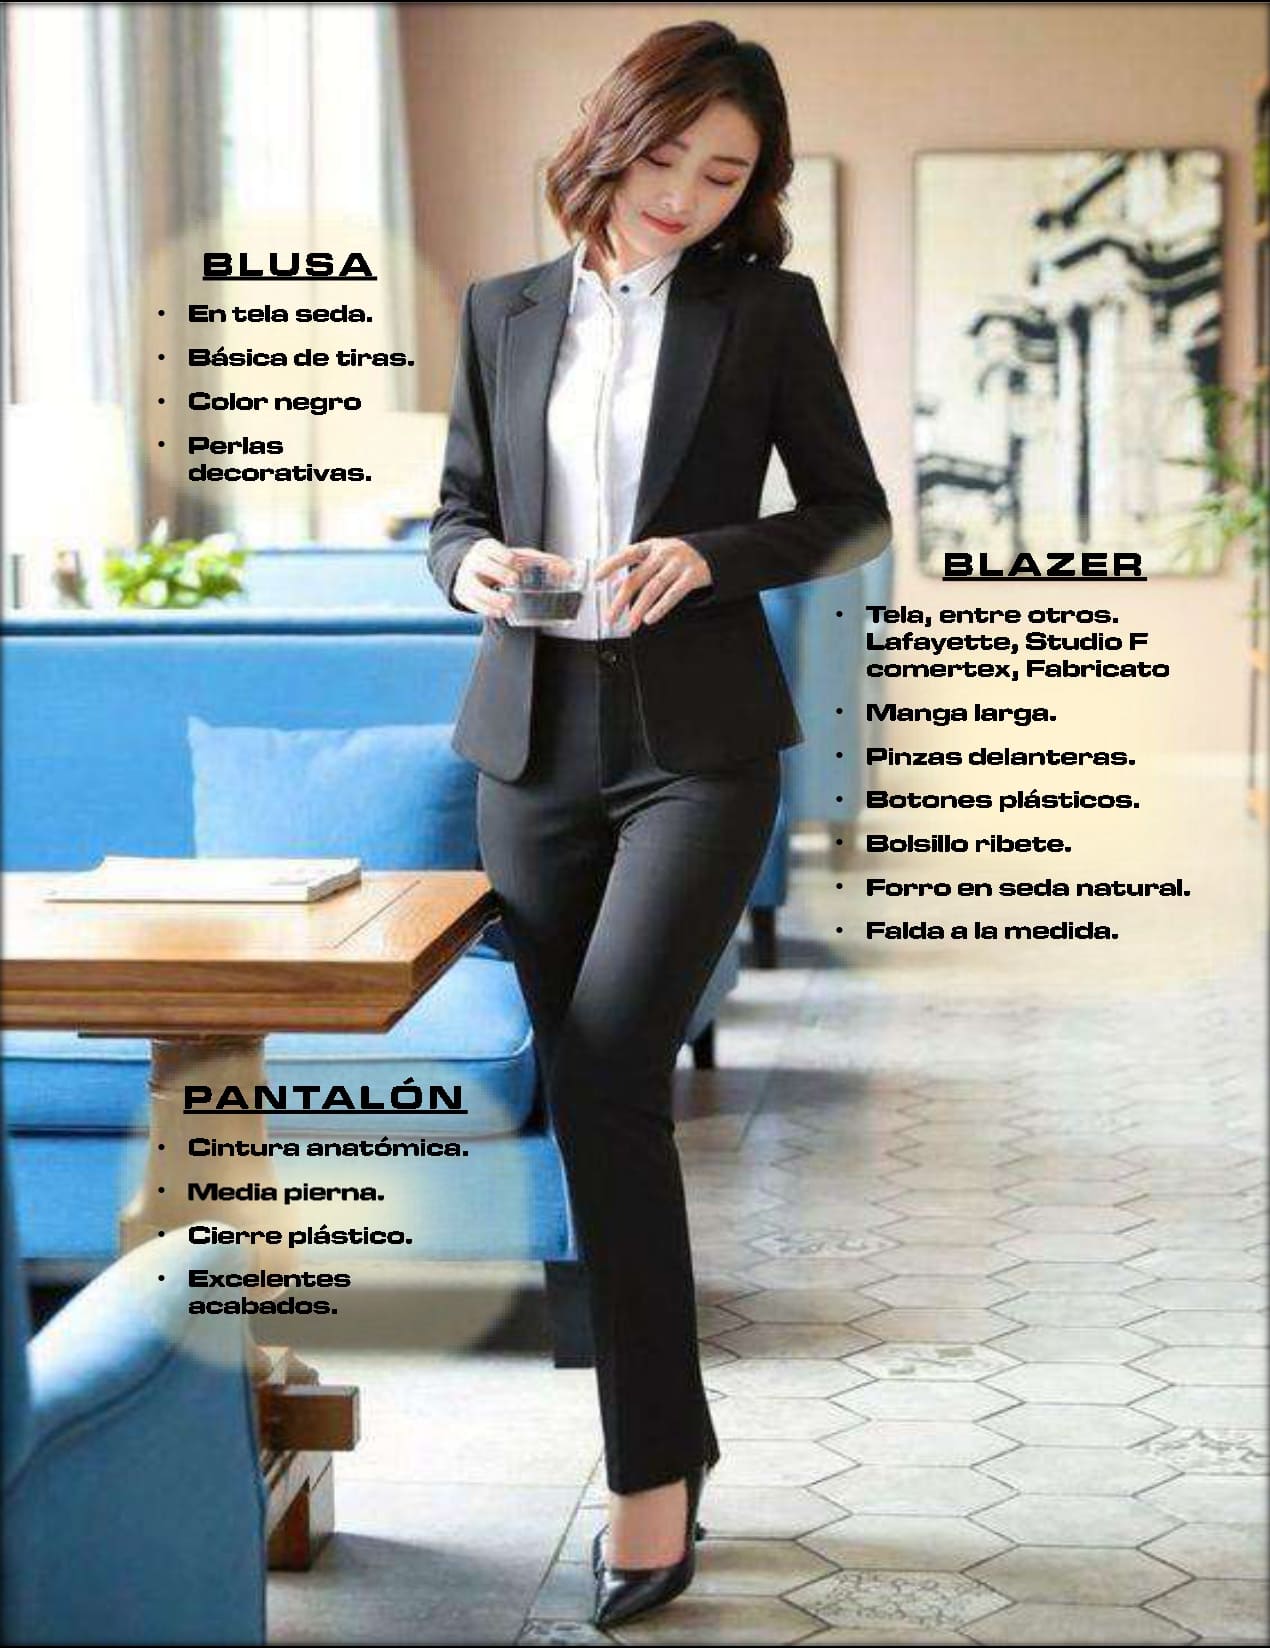 BLUSA
• En tela seda.
• Básica de tiras.
• Color negro
• Perlas
decorativas.
BLAZER
• Tela, entre otros.
Lafayette, Studio F
comertex, Fabricato
• Manga larga.
• Pinzas delanteras.
• Botones plásticos.
• Bolsillo ribete.
• Forro en seda natural.
• Falda a la medida.
PANTALÓN
• Cintura anatómica.
• Media pierna.
• Cierre plástico.
• Excelentes
acabados.